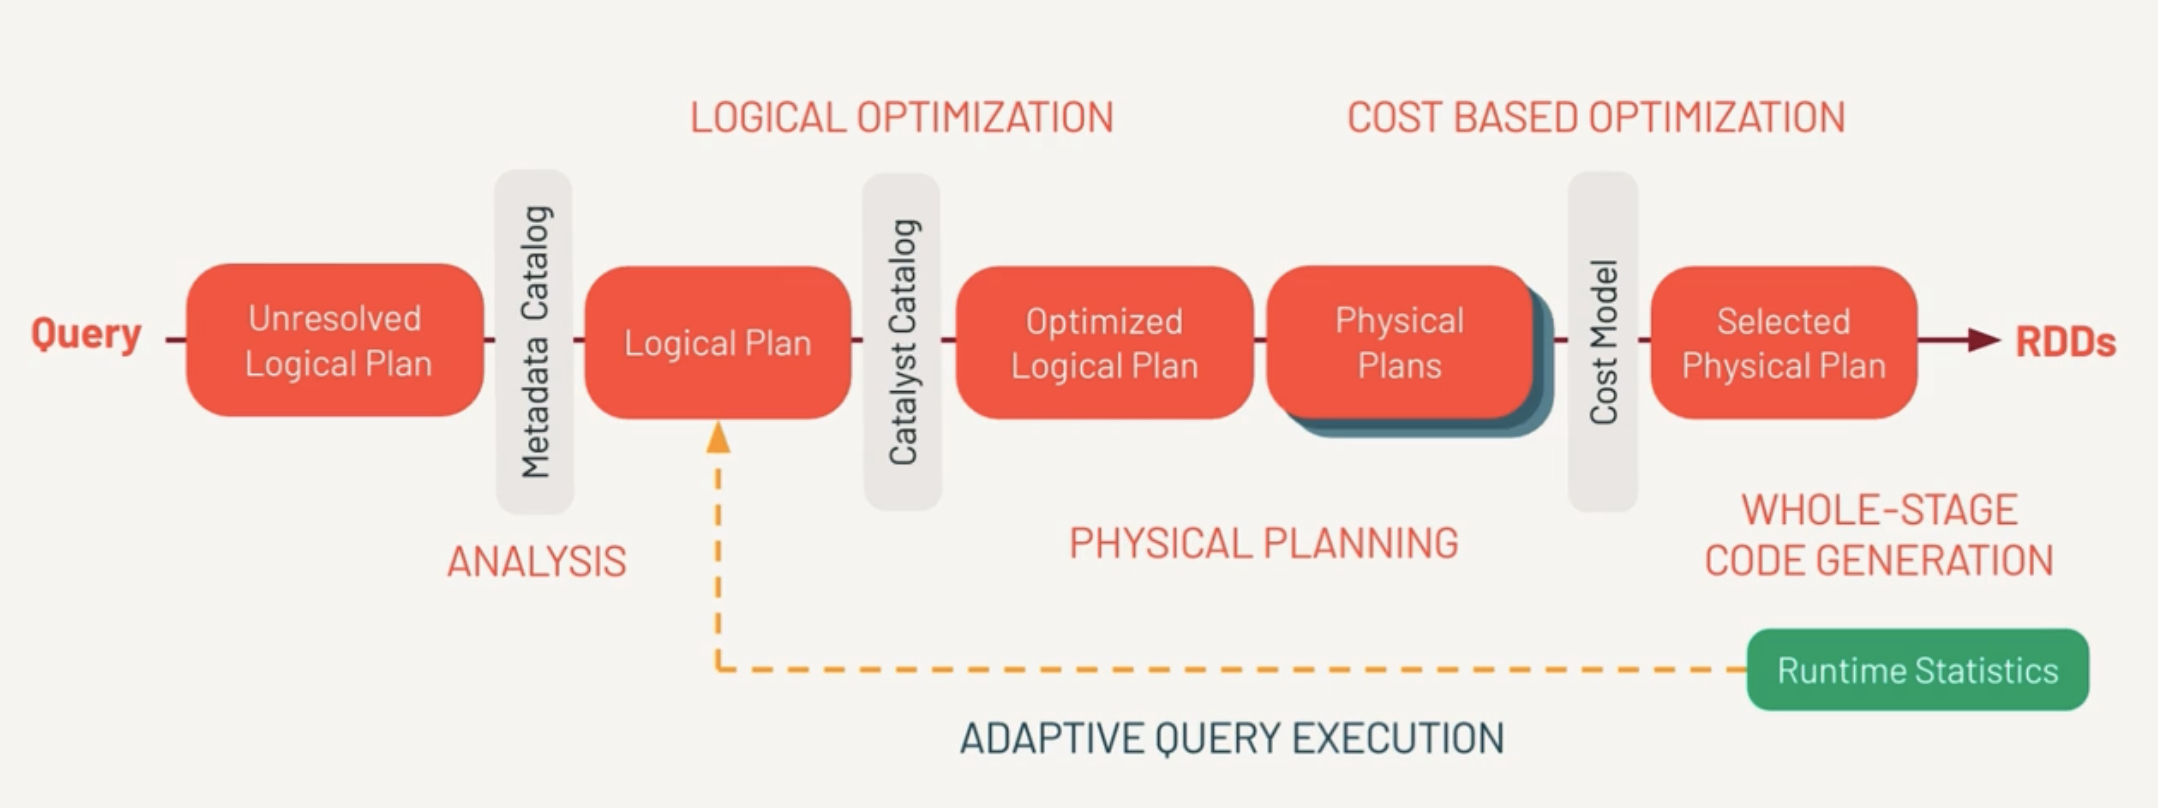 LOGICAL OPTIMIZATION
COST BASED OPTIMIZATION
Query
Unresolved
Logical Plan
Metadata Catalog
Logical Plan
Catalyst Catalog
Optimized
Logical Plan
Physical
Plans
Cost Model
Selected
Physical Plan
RDDs
ANALYSIS
PHYSICAL PLANNING
WHOLE-STAGE
CODE GENERATION
Runtime Statistics
ADAPTIVE QUERY EXECUTION